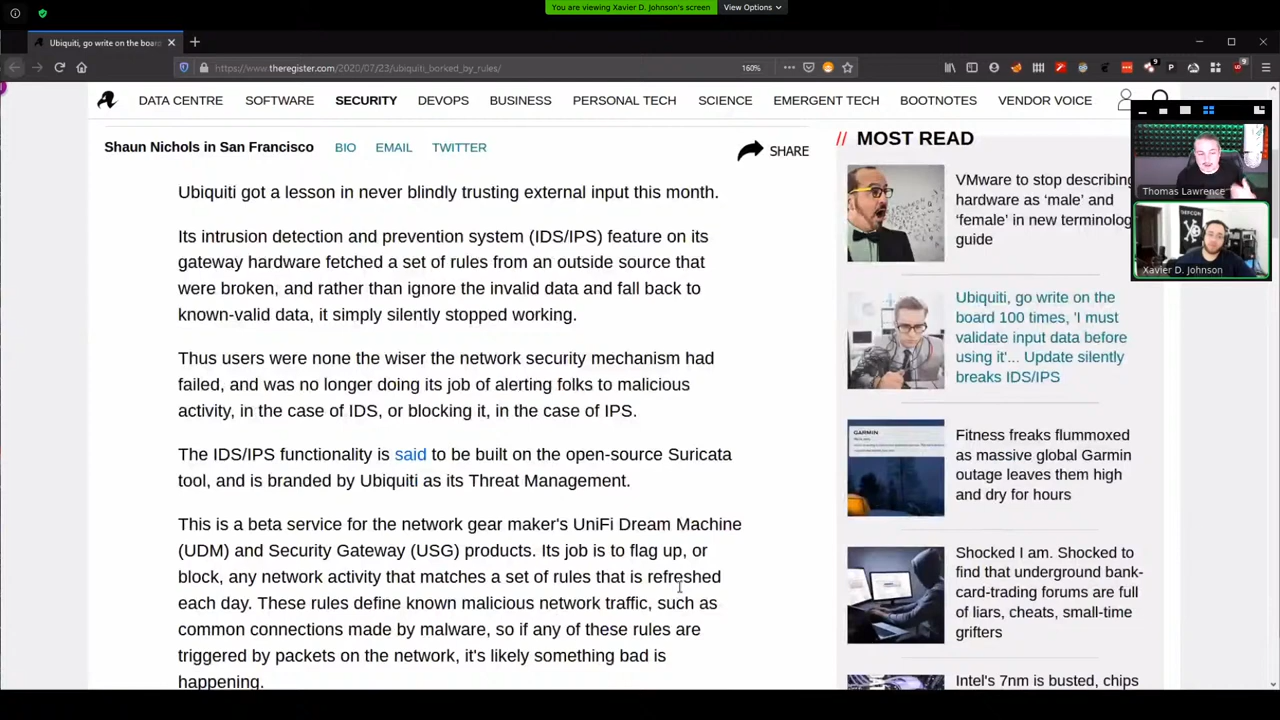 You are viewing Xavier D. Johnson's screen
View Options
Ubiquiti, go write on the board
https://www.theregister.com/2020/07/23/ubiquiti_borked_by_rules/
160%
9
9
DATA CENTRE
SOFTWARE
SECURITY
DEVOPS
BUSINESS
PERSONAL TECH
SCIENCE
EMERGENT TECH
BOOTNOTES
VENDOR VOICE
Shaun Nichols in San Francisco
BIO
EMAIL
TWITTER
SHARE
Ubiquiti got a lesson in never blindly trusting external input this month.
Its intrusion detection and prevention system (IDS/IPS) feature on its
gateway hardware fetched a set of rules from an outside source that
were broken, and rather than ignore the invalid data and fall back to
known-valid data, it simply silently stopped working.
Thus users were none the wiser the network security mechanism had
failed, and was no longer doing its job of alerting folks to malicious
activity, in the case of IDS, or blocking it, in the case of IPS.
The IDS/IPS functionality is said to be built on the open-source Suricata
tool, and is branded by Ubiquiti as its Threat Management.
This is a beta service for the network gear maker's UniFi Dream Machine
(UDM) and Security Gateway (USG) products. Its job is to flag up, or
block, any network activity that matches a set of rules that is refreshed
each day. These rules define known malicious network traffic, such as
common connections made by malware, so if any of these rules are
triggered by packets on the network, it's likely something bad is
happening.
// MOST READ
VMware to stop describing
hardware as ‘male’ and
‘female’ in new terminolog
guide
Ubiquiti, go write on the
board 100 times, 'I must
validate input data before
using it'... Update silently
breaks IDS/IPS
GARMIN
Fitness freaks flummoxed
as massive global Garmin
outage leaves them high
and dry for hours
Shocked I am. Shocked to
find that underground bank-
card-trading forums are full
of liars, cheats, small-time
grifters
Intel's 7nm is busted, chips
Thomas Lawrence
DEFCON
Xavier D. Johnson